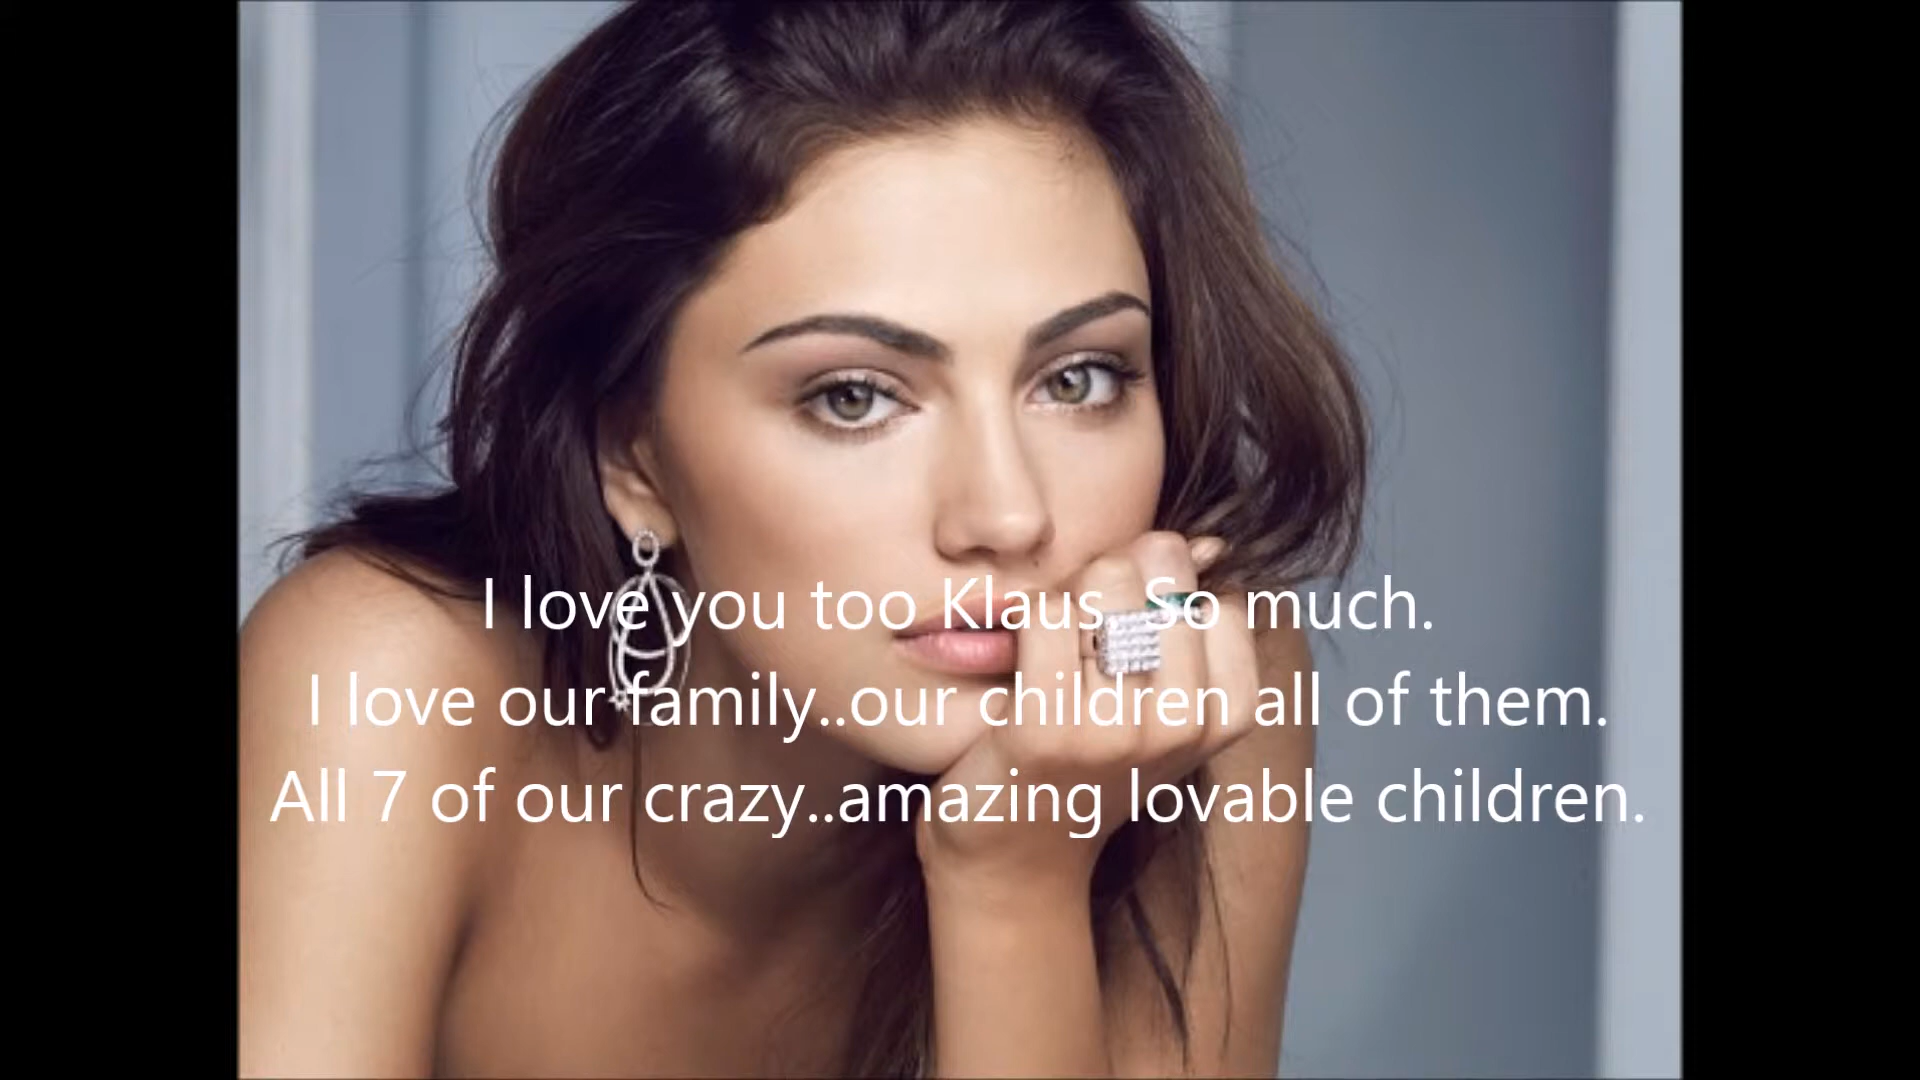 I love you too Klaus. So much.
I love our family..our children all of them.
All 7 of our crazy..amazing lovable children.